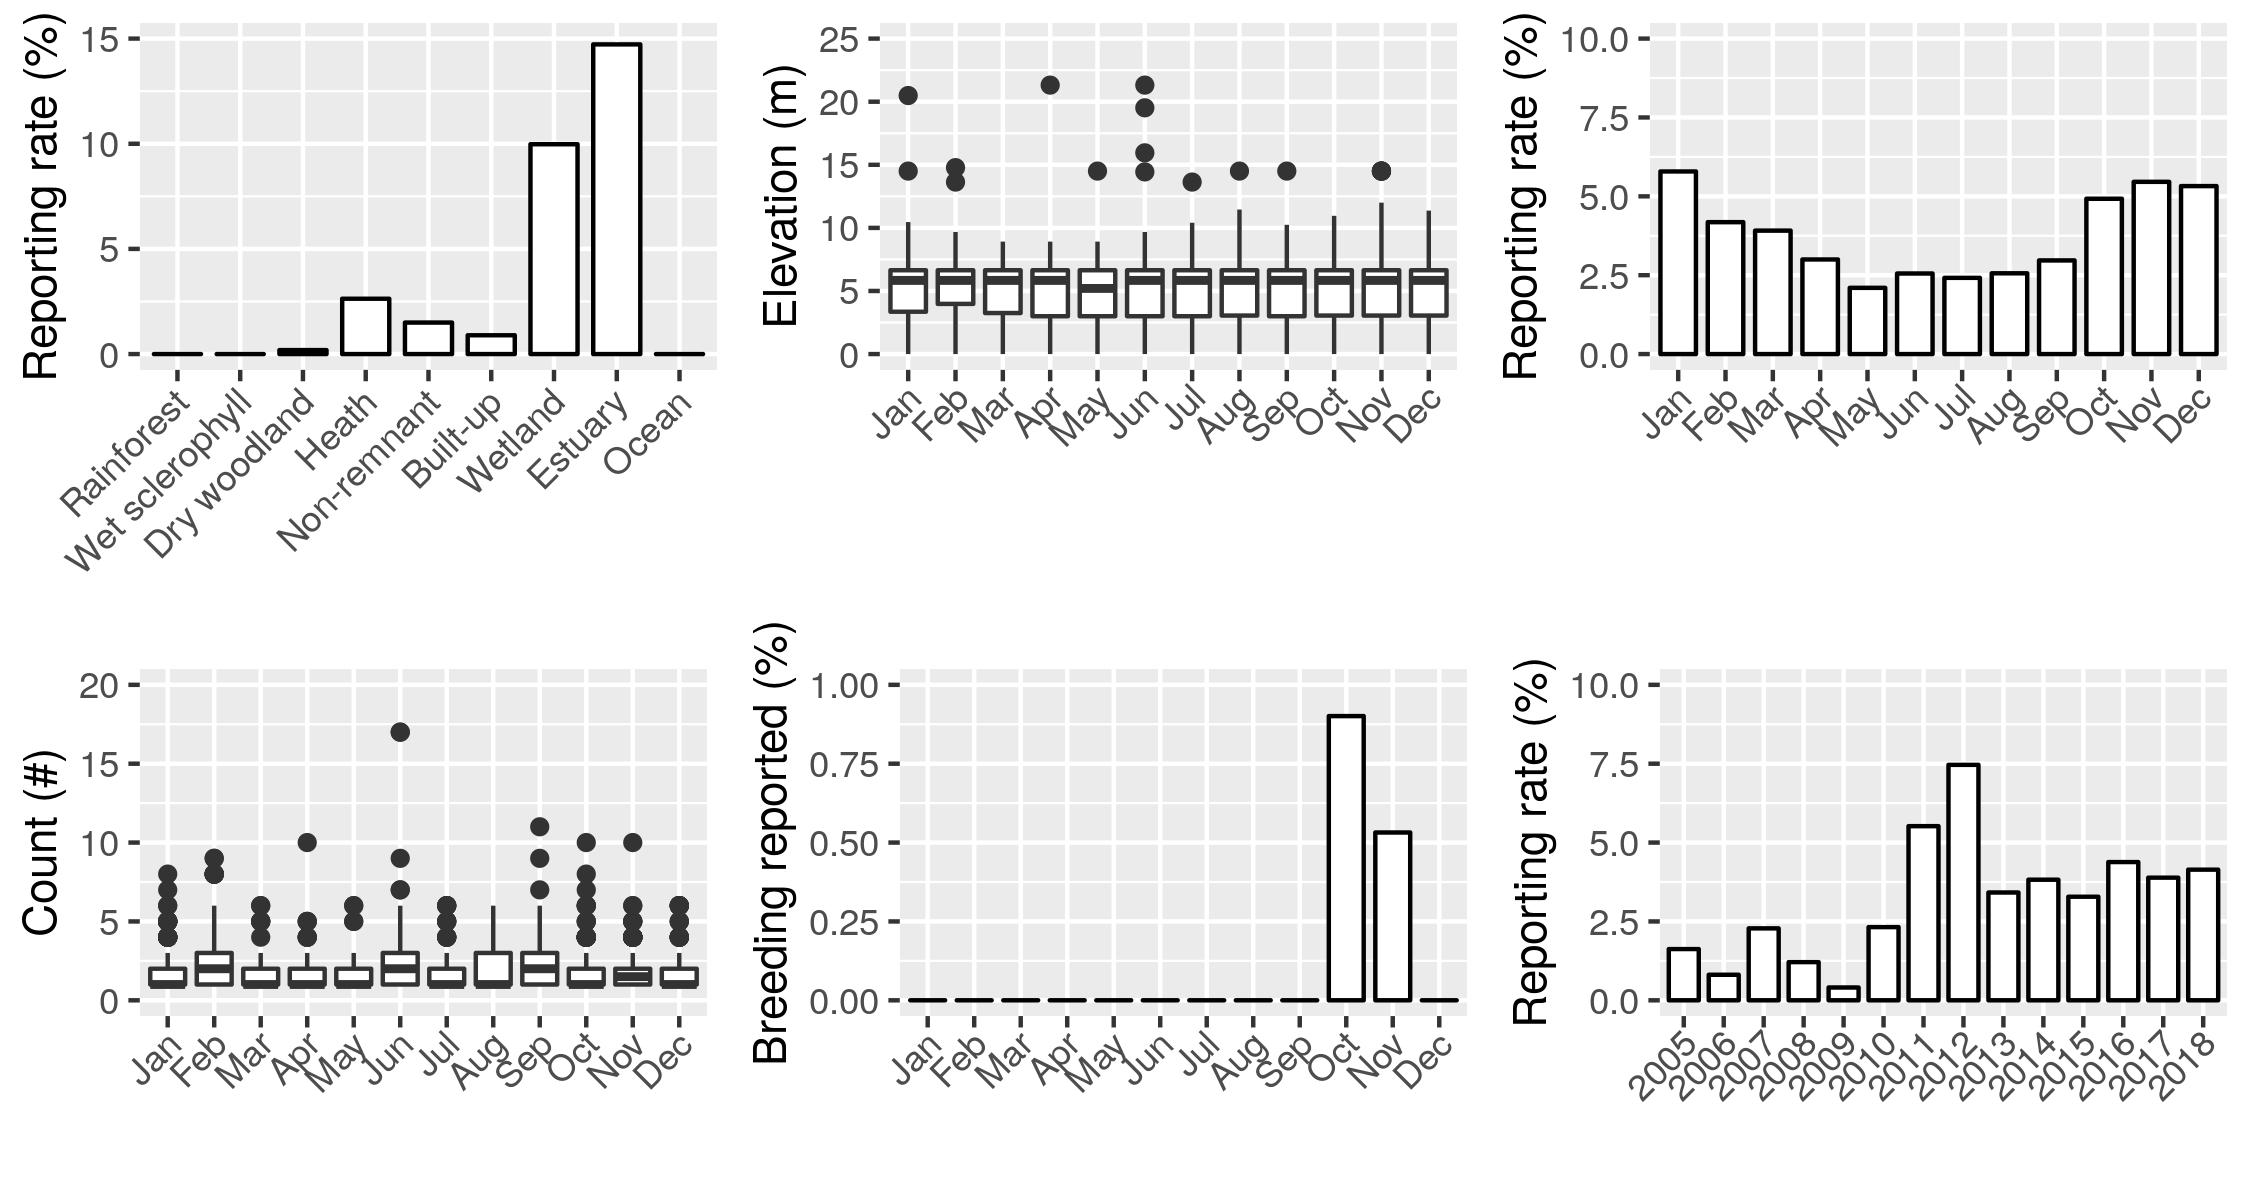 Reporting rate (%)
15
10
5
0
Rainforest
Wet sclerophyll
Dry woodland
Heath
Non-remnant
Built-up
Wetland
Estuary
Ocean
Elevation (m)
25
20
15
10
5
0
Jan
Feb
Mar
Apr
May
Jun
Jul
Aug
Sep
Oct
Nov
Dec
Reporting rate (%)
10.0
7.5
5.0
2.5
0.0
Jan
Feb
Mar
Apr
May
Jun
Jul
Aug
Sep
Oct
Nov
Dec
Count (#)
20
15
10
5
0
Jan
Feb
Mar
Apr
May
Jun
Jul
Aug
Sep
Oct
Nov
Dec
Breeding reported (%)
1.00
0.75
0.50
0.25
0.00
Jan
Feb
Mar
Apr
May
Jun
Jul
Aug
Sep
Oct
Nov
Dec
Reporting rate (%)
10.0
7.5
5.0
2.5
0.0
2005
2006
2007
2008
2009
2010
2011
2012
2013
2014
2015
2016
2017
2018